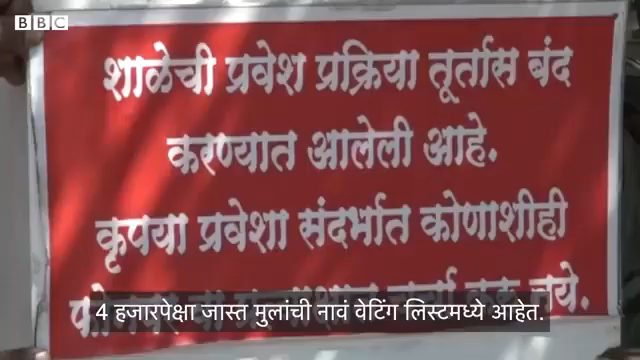 BBC
शाळेची प्रवेश प्रक्रिया तूर्तास बंद
करण्यात आलेली आहे.
कृपया प्रवेशा संदर्भात कोणाशीही
4 हजारपेक्षा जास्त मुलांची नावं वेटिंग लिस्टमध्ये आहेत.